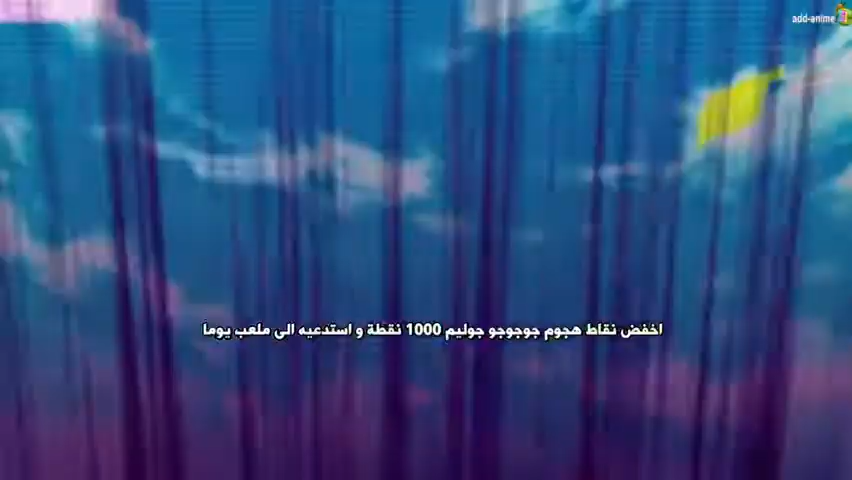 add-anime
اخفض نقاط هجوم جوجوجو جوليم 1000 نقطة و استدعيه الى ملعب يوما